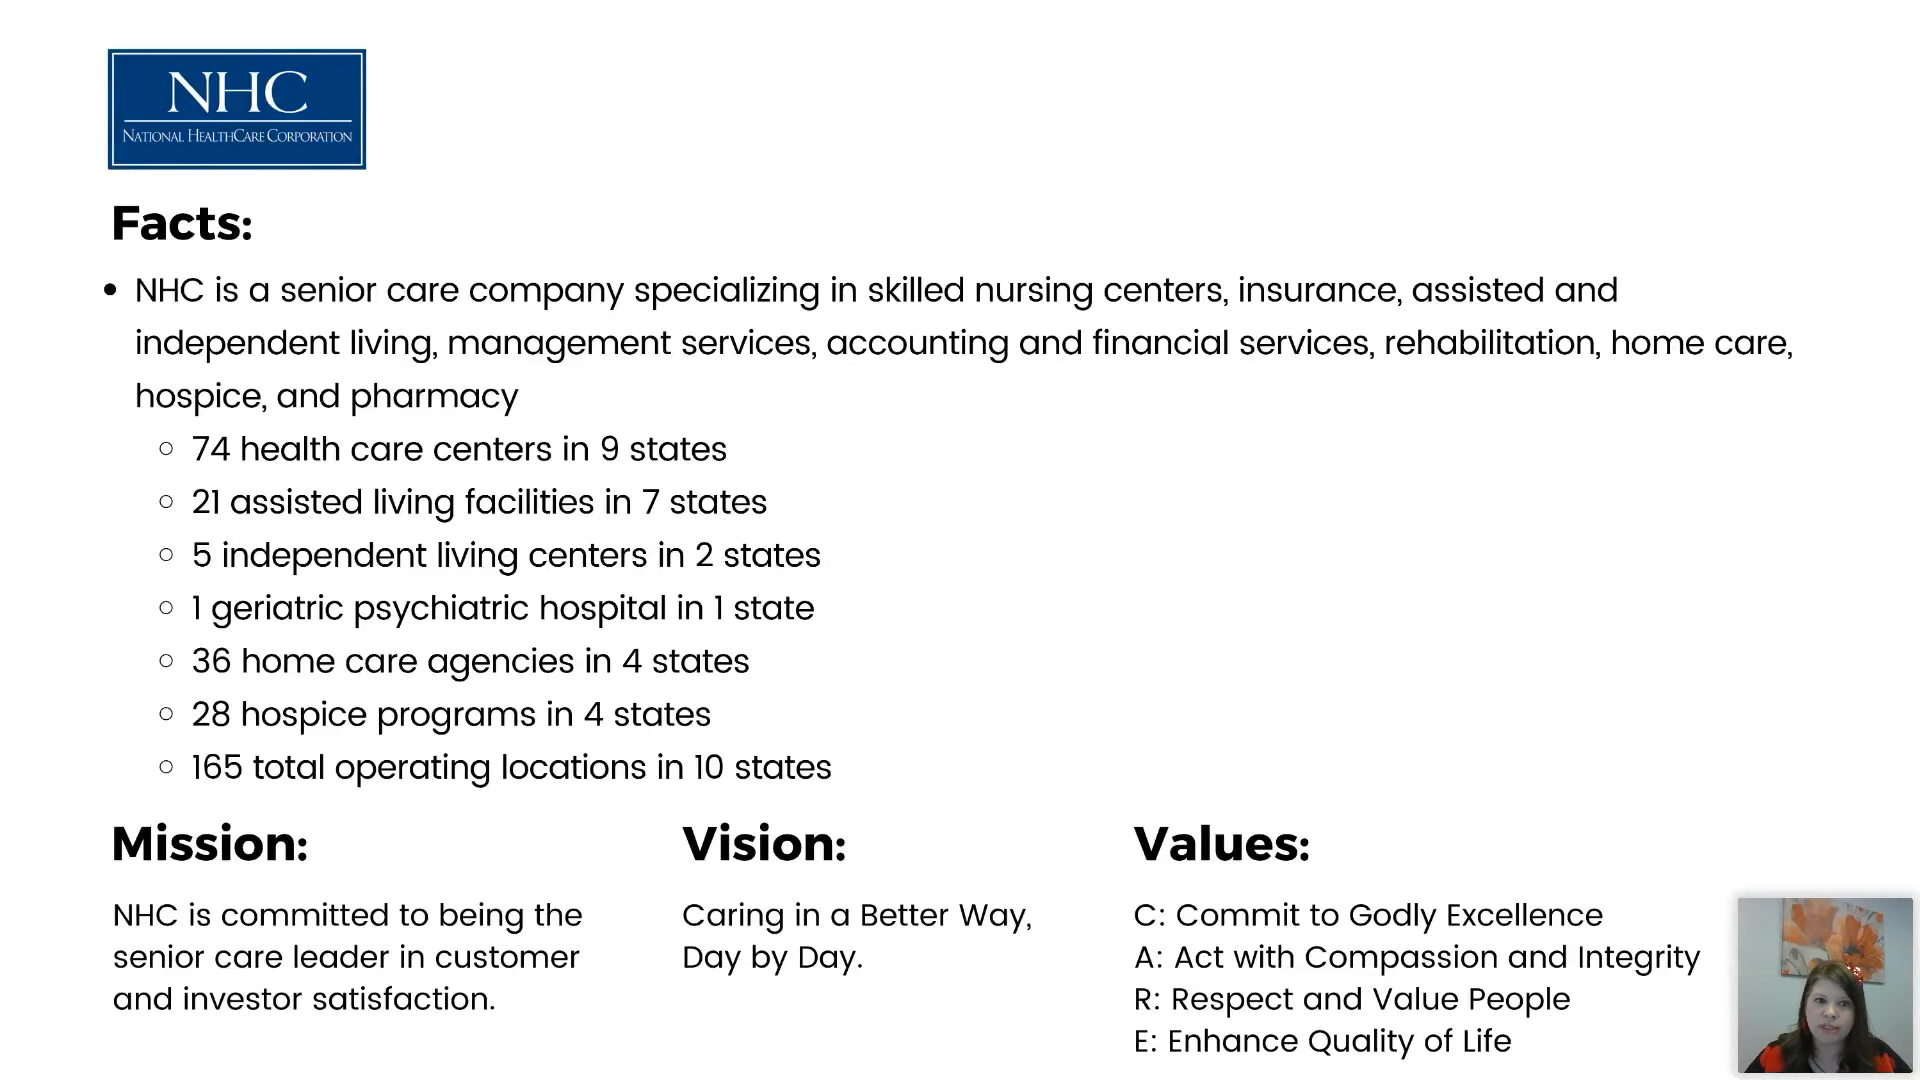 NHC
NATIONAL HEALTHCARE CORPORATION
Facts:
• NHC is a senior care company specializing in skilled nursing centers, insurance, assisted and
independent living, management services, accounting and financial services, rehabilitation, home care,
hospice, and pharmacy
○ 74 health care centers in 9 states
○ 21 assisted living facilities in 7 states
○ 5 independent living centers in 2 states
○ 1 geriatric psychiatric hospital in 1 state
○ 36 home care agencies in 4 states
○ 28 hospice programs in 4 states
○ 165 total operating locations in 10 states
Mission:
NHC is committed to being the
senior care leader in customer
and investor satisfaction.
Vision:
Caring in a Better Way,
Day by Day.
Values:
C: Commit to Godly Excellence
A: Act with Compassion and Integrity
R: Respect and Value People
E: Enhance Quality of Life